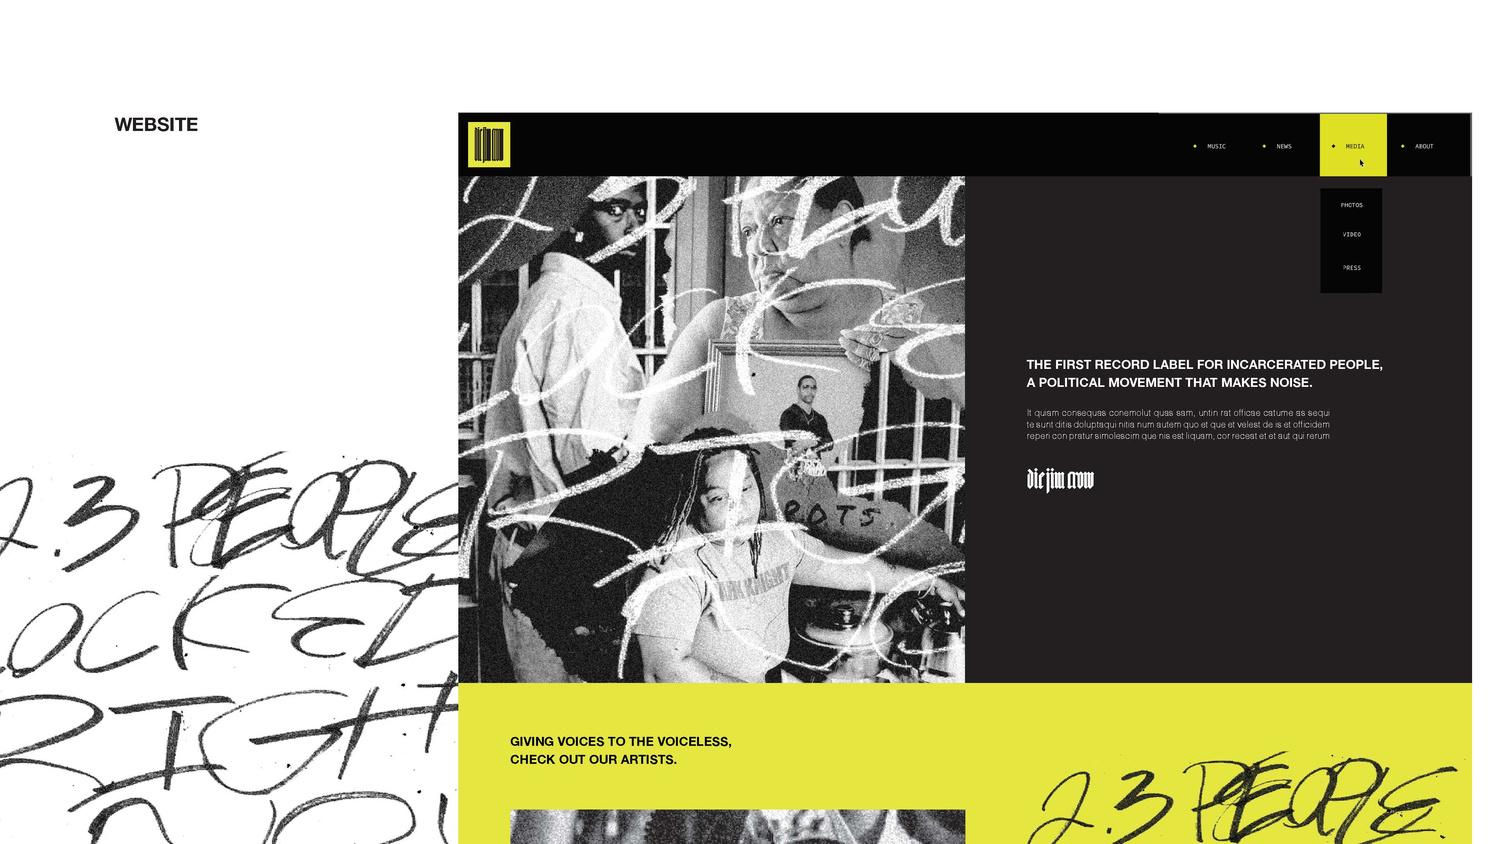 WEBSITE
die jim crow
MUSIC
NEWS
MEDIA
ABOUT
PHOTOS
VIDEO
PRESS
THE FIRST RECORD LABEL FOR INCARCERATED PEOPLE,
A POLITICAL MOVEMENT THAT MAKES NOISE.
It quam consequas conemolut quas sam, untin rat officae catume as sequi
te sunt ditis doluptaqui nitia num autem quo et que et velest de is et officidem
reperi con pratur simolescim que nis est liquam, cor recest et et aut qui rerum
die jim crow
ROTS.
DARK KNIGHT
2.3 PEOPLE
LOCKED
RIGHT
GIVING VOICES TO THE VOICELESS,
CHECK OUT OUR ARTISTS.
2.3 PEOPLE